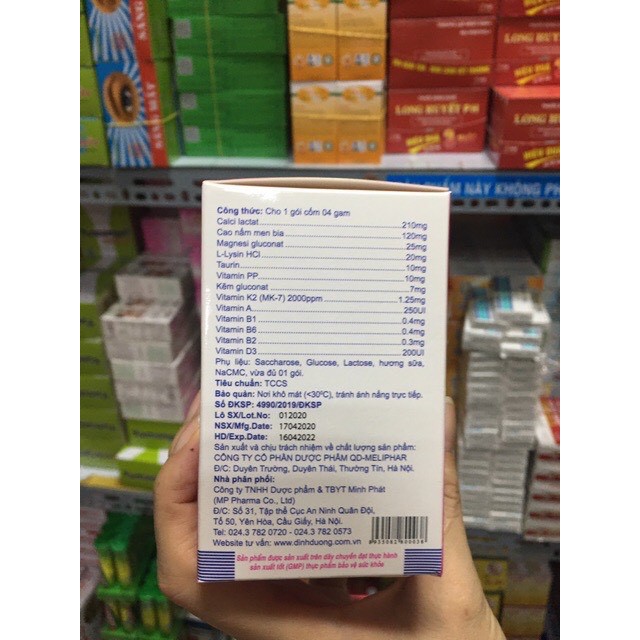 SÁNG MẮT
LONG HUYẾT P/H
LONG HUYẾT P/H
PHẨM NÀY KHÔNG
Công thức: Cho 1 gói cốm 04 gam
Calci lactat 210mg
Cao nấm men bia 120mg
Magnesi gluconat 25mg
L-Lysin HCl 20mg
Taurin 10mg
Vitamin PP 10mg
Kẽm gluconat 7mg
Vitamin K2 (MK-7) 2000ppm 1.25mg
Vitamin A 250UI
Vitamin B1 0.4mg
Vitamin B6 0.4mg
Vitamin B2 0.3mg
Vitamin D3 200UI
Phụ liệu: Saccharose, Glucose, Lactose, hương sữa,
NaCMC, vừa đủ 01 gói.
Tiêu chuẩn: TCCS
Bảo quản: Nơi khô mát (<30ºC), tránh ánh nắng trực tiếp.
Số ĐKSP: 4990/2019/ĐKSP
Lô SX/Lot.No: 012020
NSX/Mfg.Date: 17042020
HD/Exp.Date: 16042022
Sản xuất và chịu trách nhiệm về chất lượng sản phẩm:
CÔNG TY CỔ PHẦN DƯỢC PHẨM QD-MELIPHAR
Đ/C: Duyên Trường, Duyên Thái, Thường Tín, Hà Nội.
Nhà phân phối:
Công ty TNHH Dược phẩm & TBYT Minh Phát
(MP Pharma Co., Ltd)
Đ/C: Số 31, Tập thể Cục An Ninh Quân Đội,
Tổ 50, Yên Hòa, Cầu Giấy, Hà Nội.
Tel: 024.3 782 0720 - 024.3 782 0573
Website tư vấn: www.dinhduong.com.vn
Sản phẩm được sản xuất trên dây chuyền đạt thực hành
sản xuất tốt (GMP) thực phẩm bảo vệ sức khỏe